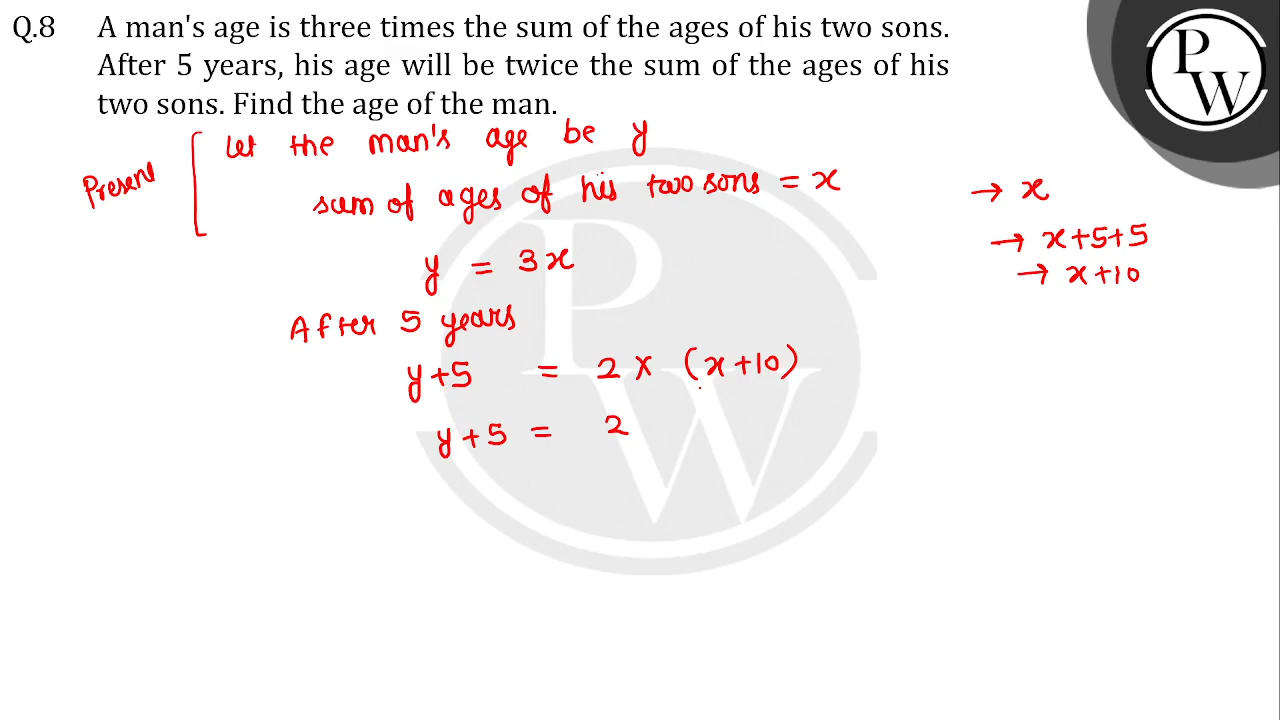 Q.8 A man's age is three times the sum of the ages of his two sons.
After 5 years, his age will be twice the sum of the ages of his
two sons. Find the age of the man.
Present
Let the man's age be y
sum of ages of his two sons = x
→ x
→ x+5+5
→ x+10
y = 3x
After 5 years
y+5 = 2 × (x+10)
y+5 = 2
PW
PW